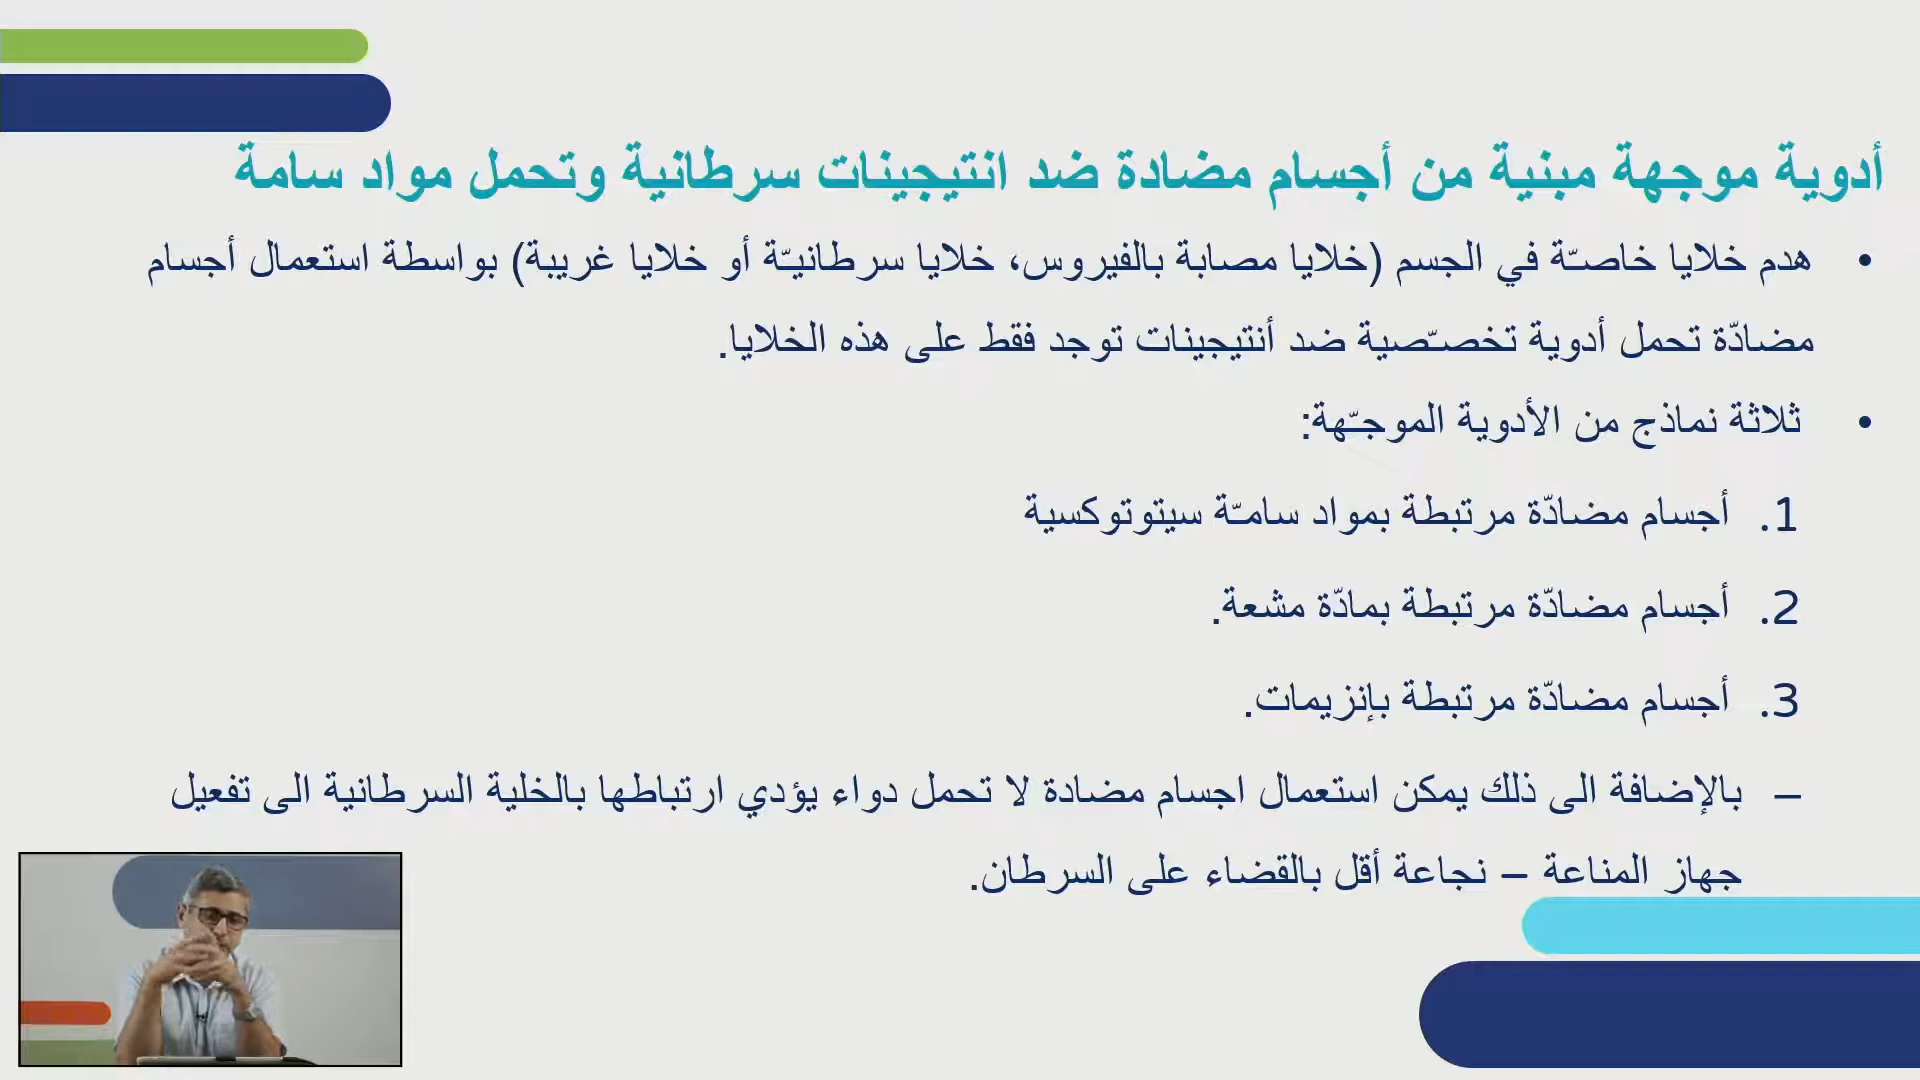 أدوية موجهة مبنية من أجسام مضادة ضد انتيجينات سرطانية وتحمل مواد سامة
• هدم خلايا خاصّة في الجسم (خلايا مصابة بالفيروس، خلايا سرطانيّة أو خلايا غريبة) بواسطة استعمال أجسام
مضادّة تحمل أدوية تخصّصية ضد أنتيجينات توجد فقط على هذه الخلايا.
• ثلاثة نماذج من الأدوية الموجّهة:
1. أجسام مضادّة مرتبطة بمواد سامّة سيتوتوكسية
2. أجسام مضادّة مرتبطة بمادّة مشعة.
3. أجسام مضادّة مرتبطة بإنزيمات.
– بالإضافة الى ذلك يمكن استعمال اجسام مضادة لا تحمل دواء يؤدي ارتباطها بالخلية السرطانية الى تفعيل
جهاز المناعة – نجاعة أقل بالقضاء على السرطان.